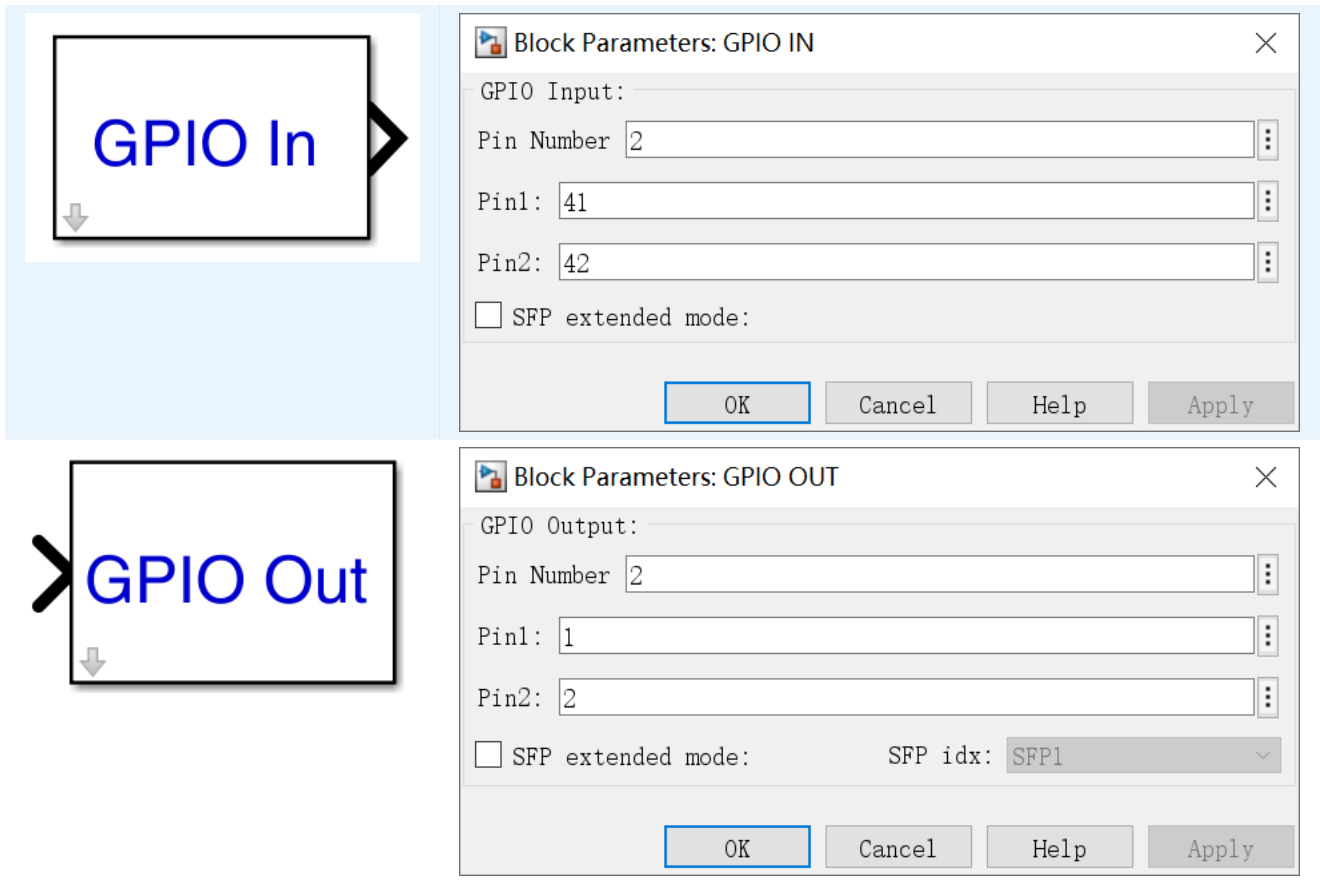 GPIO In
Block Parameters: GPIO IN
GPIO Input:
Pin Number 2
Pin1: 41
Pin2: 42
SFP extended mode:
OK Cancel Help Apply
GPIO Out
Block Parameters: GPIO OUT
GPIO Output:
Pin Number 2
Pin1: 1
Pin2: 2
SFP extended mode: SFP idx: SFP1
OK Cancel Help Apply